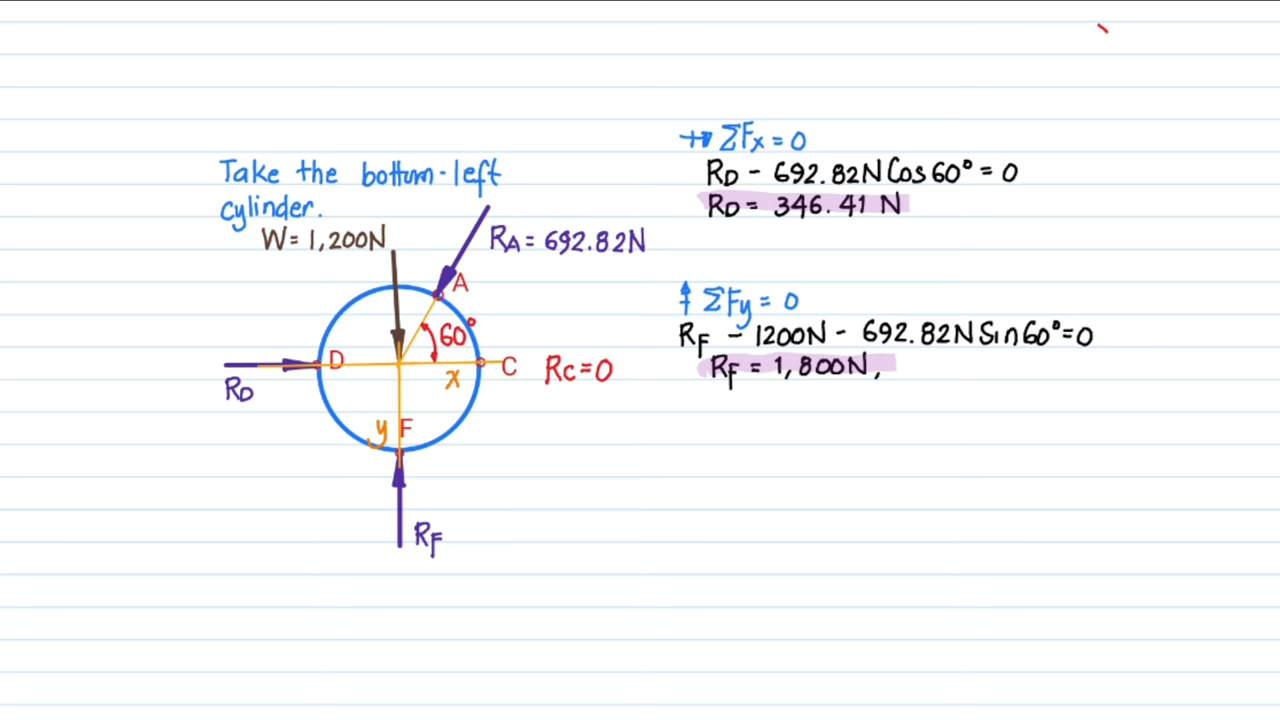 Take the bottom-left
cylinder.
W = 1,200N
RA = 692.82N
A
60°
D
C
Rc = 0
x
RD
y
F
RF
ΣFx = 0
RD - 692.82N Cos 60° = 0
RD = 346.41 N
ΣFy = 0
RF - 1200N - 692.82N Sin 60° = 0
RF = 1,800N,